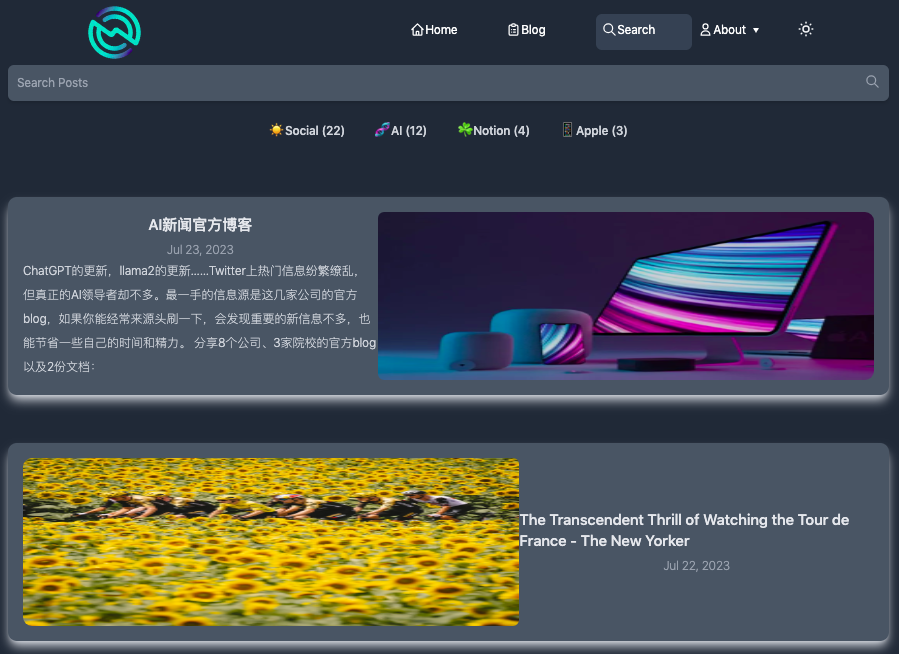 Home
Blog
Search
About ▼
Search Posts
☀️Social (22)
🧬AI (12)
☘️Notion (4)
Apple (3)
AI新闻官方博客
Jul 23, 2023
ChatGPT的更新，llama2的更新……Twitter上热门信息纷繁缭乱，
但真正的AI领导者却不多。最一手的信息源是这几家公司的官方
blog，如果你能经常来源头刷一下，会发现重要的新信息不多，也
能节省一些自己的时间和精力。 分享8个公司、3家院校的官方blog
以及2份文档：
The Transcendent Thrill of Watching the Tour de
France - The New Yorker
Jul 22, 2023